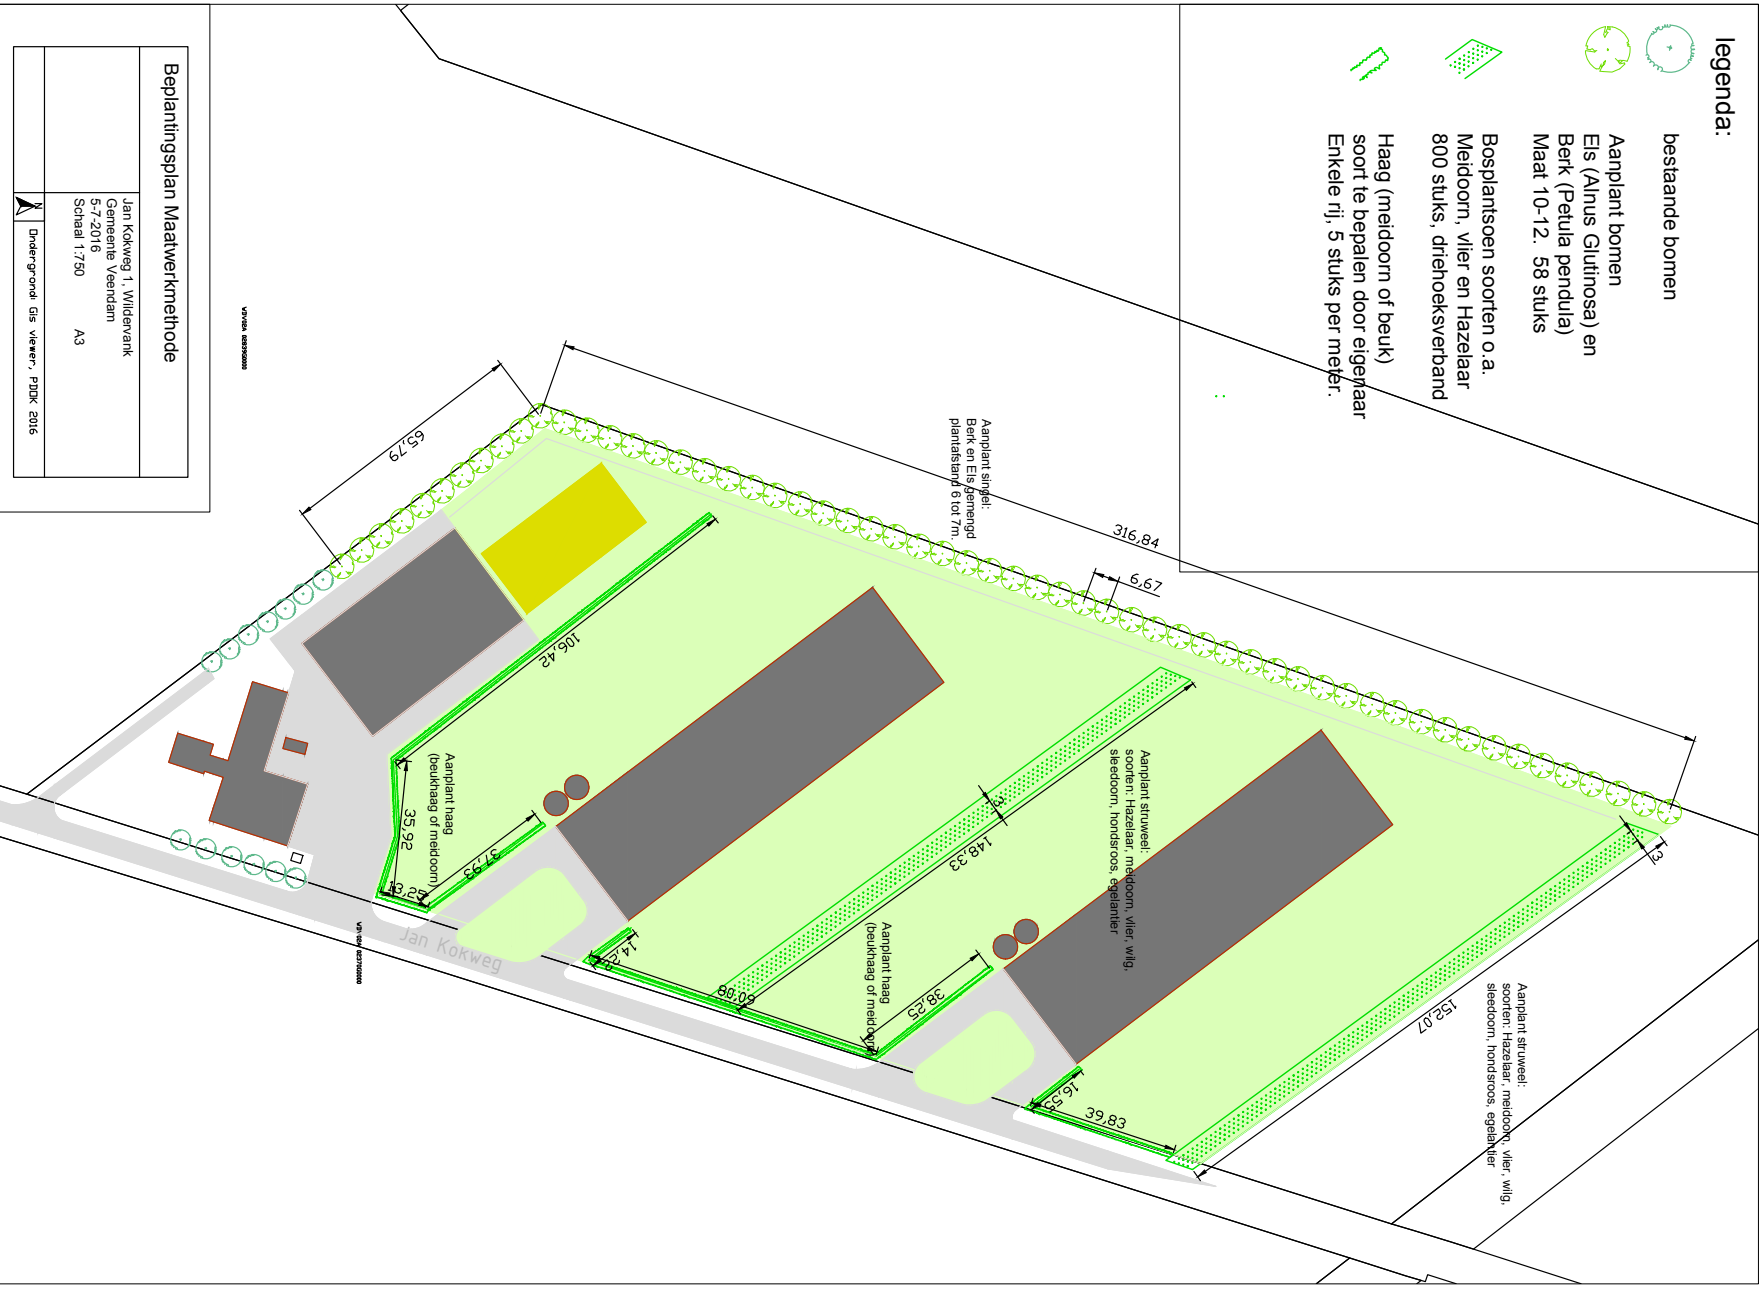 legenda:
bestaande bomen
Aanplant bomen
Els (Alnus Glutinosa) en
Berk (Petula pendula)
Maat 10-12. 58 stuks
Bosplantsoen soorten o.a.
Meidoorn, vlier en Hazelaar
800 stuks, driehoeksverband
Haag (meidoorn of beuk)
soort te bepalen door eigenaar
Enkele rij, 5 stuks per meter.
Aanplant singel:
Berk en Els gemengd
plantafstand 6 tot 7m.
316,84
6,67
65,79
106,42
Aanplant haag
(beukhaag of meidoorn)
35,92
37,93
13,25
Aanplant struweel:
soorten: Hazelaar, meidoorn, vlier, wilg,
sleedoorn, hondsroos, egelantier
3
148,33
Aanplant haag
(beukhaag of meidoorn)
80,09
38,25
16,55
39,83
Aanplant struweel:
soorten: Hazelaar, meidoorn, vlier, wilg,
sleedoorn, hondsroos, egelantier
3
152,07
Jan Kokweg
Beplantingsplan Maatwerkmethode
Jan Kokweg 1, Wildervank
Gemeente Veendam
5-7-2016
Schaal 1:750 A3
N
Ondergrond: Gis viewer, PDOK 2016